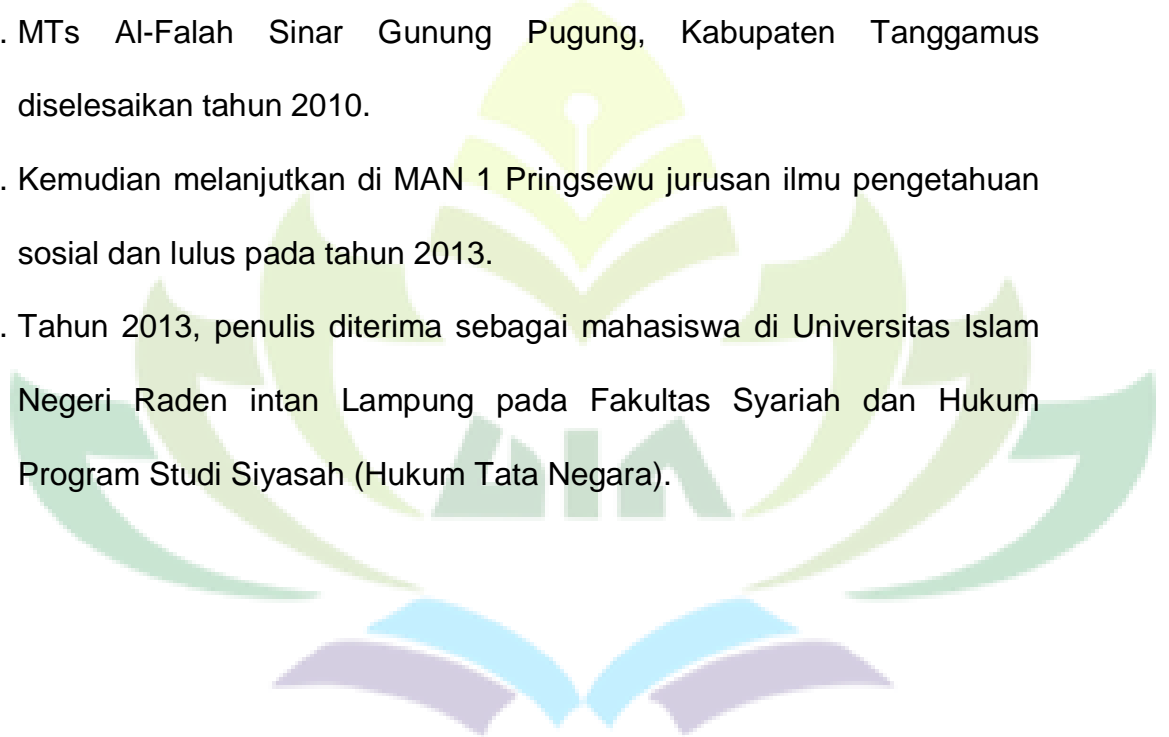 . MTs Al-Falah Sinar Gunung Pugung, Kabupaten Tanggamus
diselesaikan tahun 2010.
. Kemudian melanjutkan di MAN 1 Pringsewu jurusan ilmu pengetahuan
sosial dan lulus pada tahun 2013.
. Tahun 2013, penulis diterima sebagai mahasiswa di Universitas Islam
Negeri Raden intan Lampung pada Fakultas Syariah dan Hukum
Program Studi Siyasah (Hukum Tata Negara).